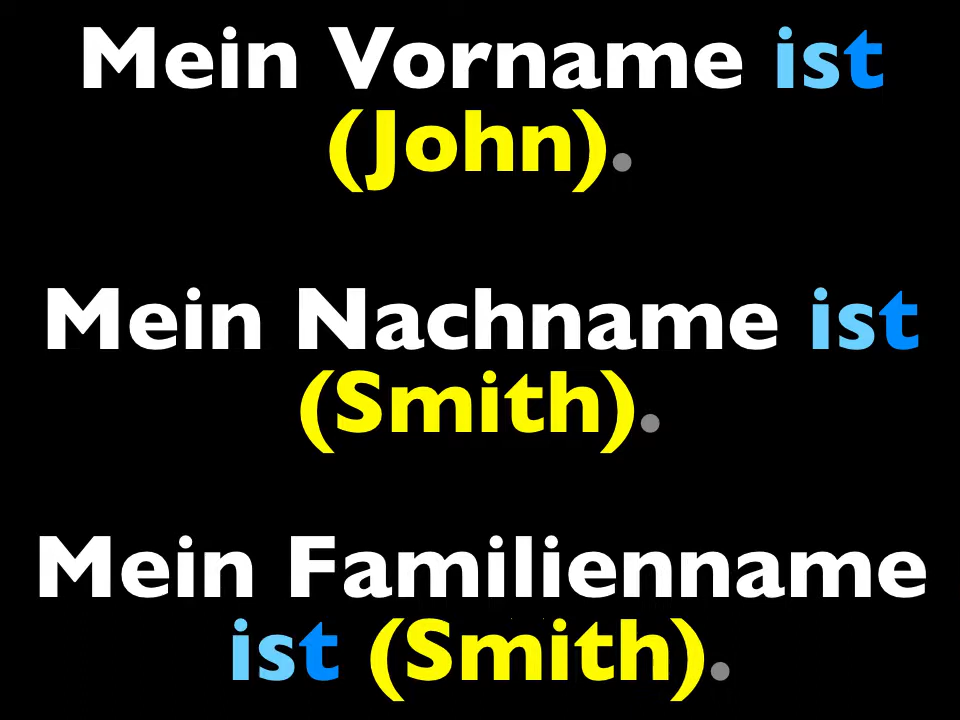 Mein Vorname ist
(John).
Mein Nachname ist
(Smith).
Mein Familienname
ist (Smith).